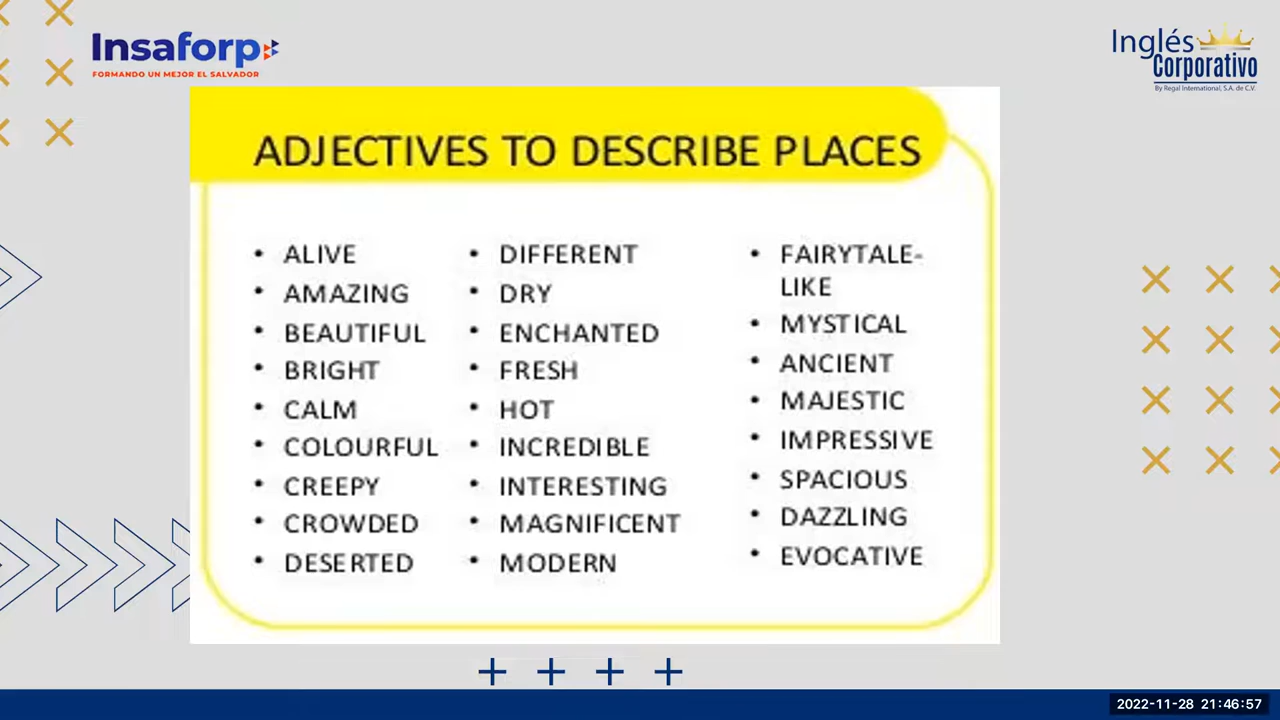 Insaforp
FORMANDO UN MEJOR EL SALVADOR
Inglés
Corporativo
By Regal International, S.A. de C.V.
ADJECTIVES TO DESCRIBE PLACES
• ALIVE
• AMAZING
• BEAUTIFUL
• BRIGHT
• CALM
• COLOURFUL
• CREEPY
• CROWDED
• DESERTED
• DIFFERENT
• DRY
• ENCHANTED
• FRESH
• HOT
• INCREDIBLE
• INTERESTING
• MAGNIFICENT
• MODERN
• FAIRYTALE-
LIKE
• MYSTICAL
• ANCIENT
• MAJESTIC
• IMPRESSIVE
• SPACIOUS
• DAZZLING
• EVOCATIVE
2022-11-28 21:46:57